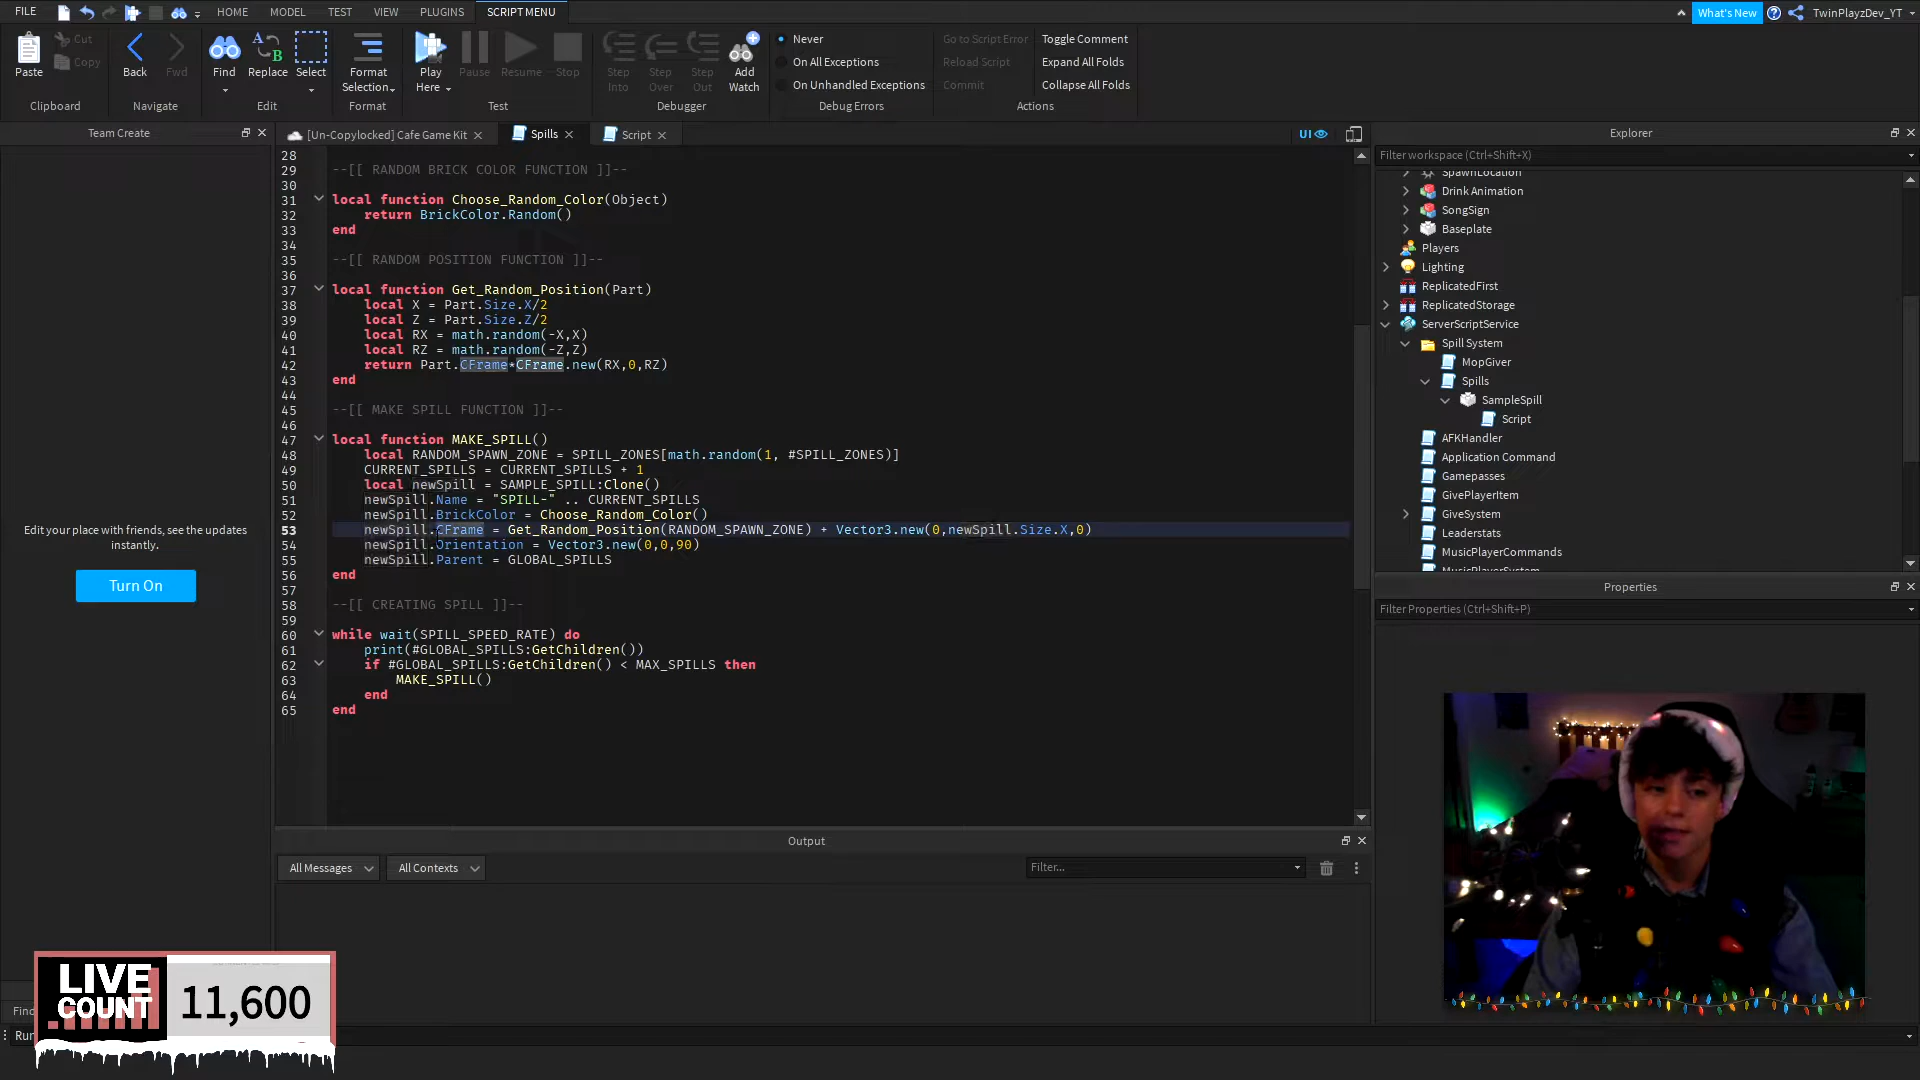 FILE
HOME
MODEL
TEST
VIEW
PLUGINS
SCRIPT MENU
What's New
TwinPlayzDev_YT
Paste
Cut
Copy
Clipboard
Back
Fwd
Navigate
Find
Replace
Select
Edit
Format
Selection
Format
Play
Here
Pause
Resume
Stop
Test
Step
Into
Step
Over
Step
Out
Add
Watch
Debugger
Never
On All Exceptions
On Unhandled Exceptions
Debug Errors
Go to Script Error
Reload Script
Commit
Toggle Comment
Expand All Folds
Collapse All Folds
Actions
Team Create
Edit your place with friends, see the updates
instantly.
Turn On
[Un-Copylocked] Cafe Game Kit
Spills
Script
UI
28
29 --[[ RANDOM BRICK COLOR FUNCTION ]]--
30
31 local function Choose_Random_Color(Object)
32 return BrickColor.Random()
33 end
34
35 --[[ RANDOM POSITION FUNCTION ]]--
36
37 local function Get_Random_Position(Part)
38 local X = Part.Size.X/2
39 local Z = Part.Size.Z/2
40 local RX = math.random(-X,X)
41 local RZ = math.random(-Z,Z)
42 return Part.CFrame*CFrame.new(RX,0,RZ)
43 end
44
45 --[[ MAKE SPILL FUNCTION ]]--
46
47 local function MAKE_SPILL()
48 local RANDOM_SPAWN_ZONE = SPILL_ZONES[math.random(1, #SPILL_ZONES)]
49 CURRENT_SPILLS = CURRENT_SPILLS + 1
50 local newSpill = SAMPLE_SPILL:Clone()
51 newSpill.Name = "SPILL-" .. CURRENT_SPILLS
52 newSpill.BrickColor = Choose_Random_Color()
53 newSpill.CFrame = Get_Random_Position(RANDOM_SPAWN_ZONE) + Vector3.new(0,newSpill.Size.X,0)
54 newSpill.Orientation = Vector3.new(0,0,90)
55 newSpill.Parent = GLOBAL_SPILLS
56 end
57
58 --[[ CREATING SPILL ]]--
59
60 while wait(SPILL_SPEED_RATE) do
61 print(#GLOBAL_SPILLS:GetChildren())
62 if #GLOBAL_SPILLS:GetChildren() < MAX_SPILLS then
63 MAKE_SPILL()
64 end
65 end
Output
All Messages
All Contexts
Filter...
Explorer
Filter workspace (Ctrl+Shift+X)
SpawnLocation
Drink Animation
SongSign
Baseplate
Players
Lighting
ReplicatedFirst
ReplicatedStorage
ServerScriptService
Spill System
MopGiver
Spills
SampleSpill
Script
AFKHandler
Application Command
Gamepasses
GivePlayerItem
GiveSystem
Leaderstats
MusicPlayerCommands
MusicPlayerSystem
Properties
Filter Properties (Ctrl+Shift+P)
Find
Run
LIVE
COUNT
11,600